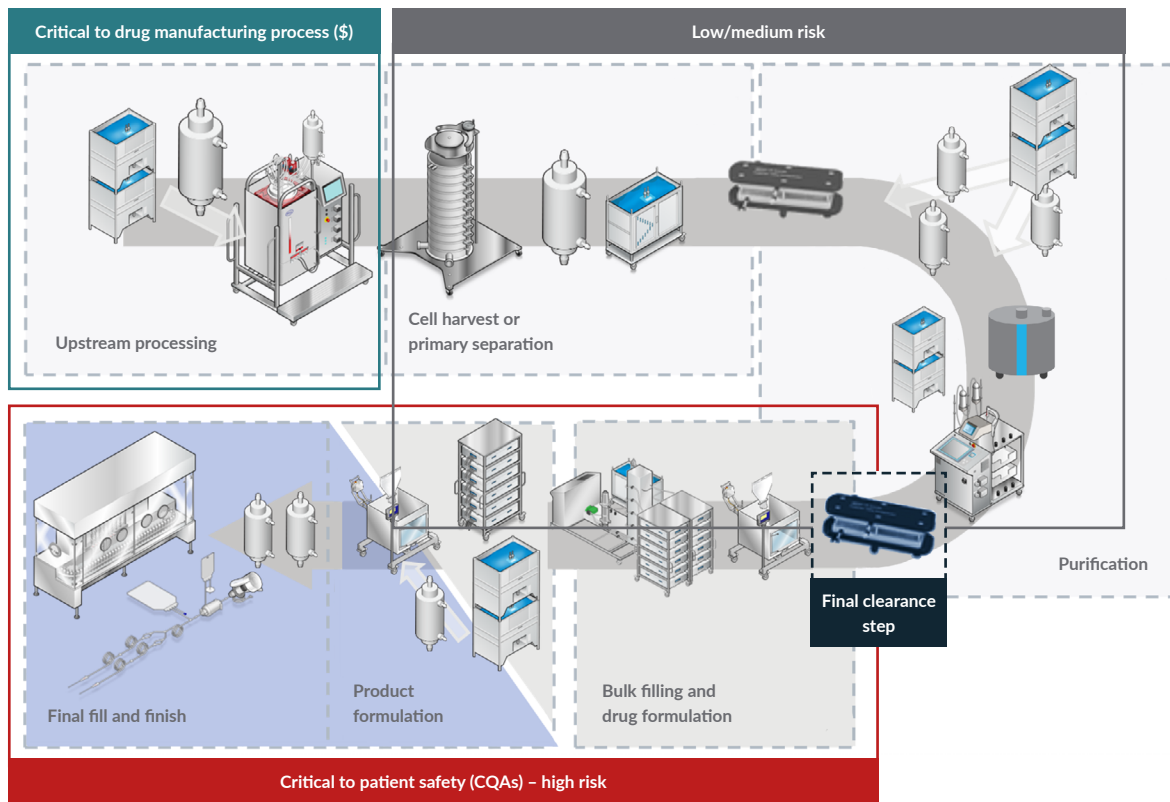 Critical to drug manufacturing process ($)
Low/medium risk
Upstream processing
Cell harvest or
primary separation
Purification
Final clearance
step
Bulk filling and
drug formulation
Product
formulation
Final fill and finish
Critical to patient safety (CQAs) – high risk